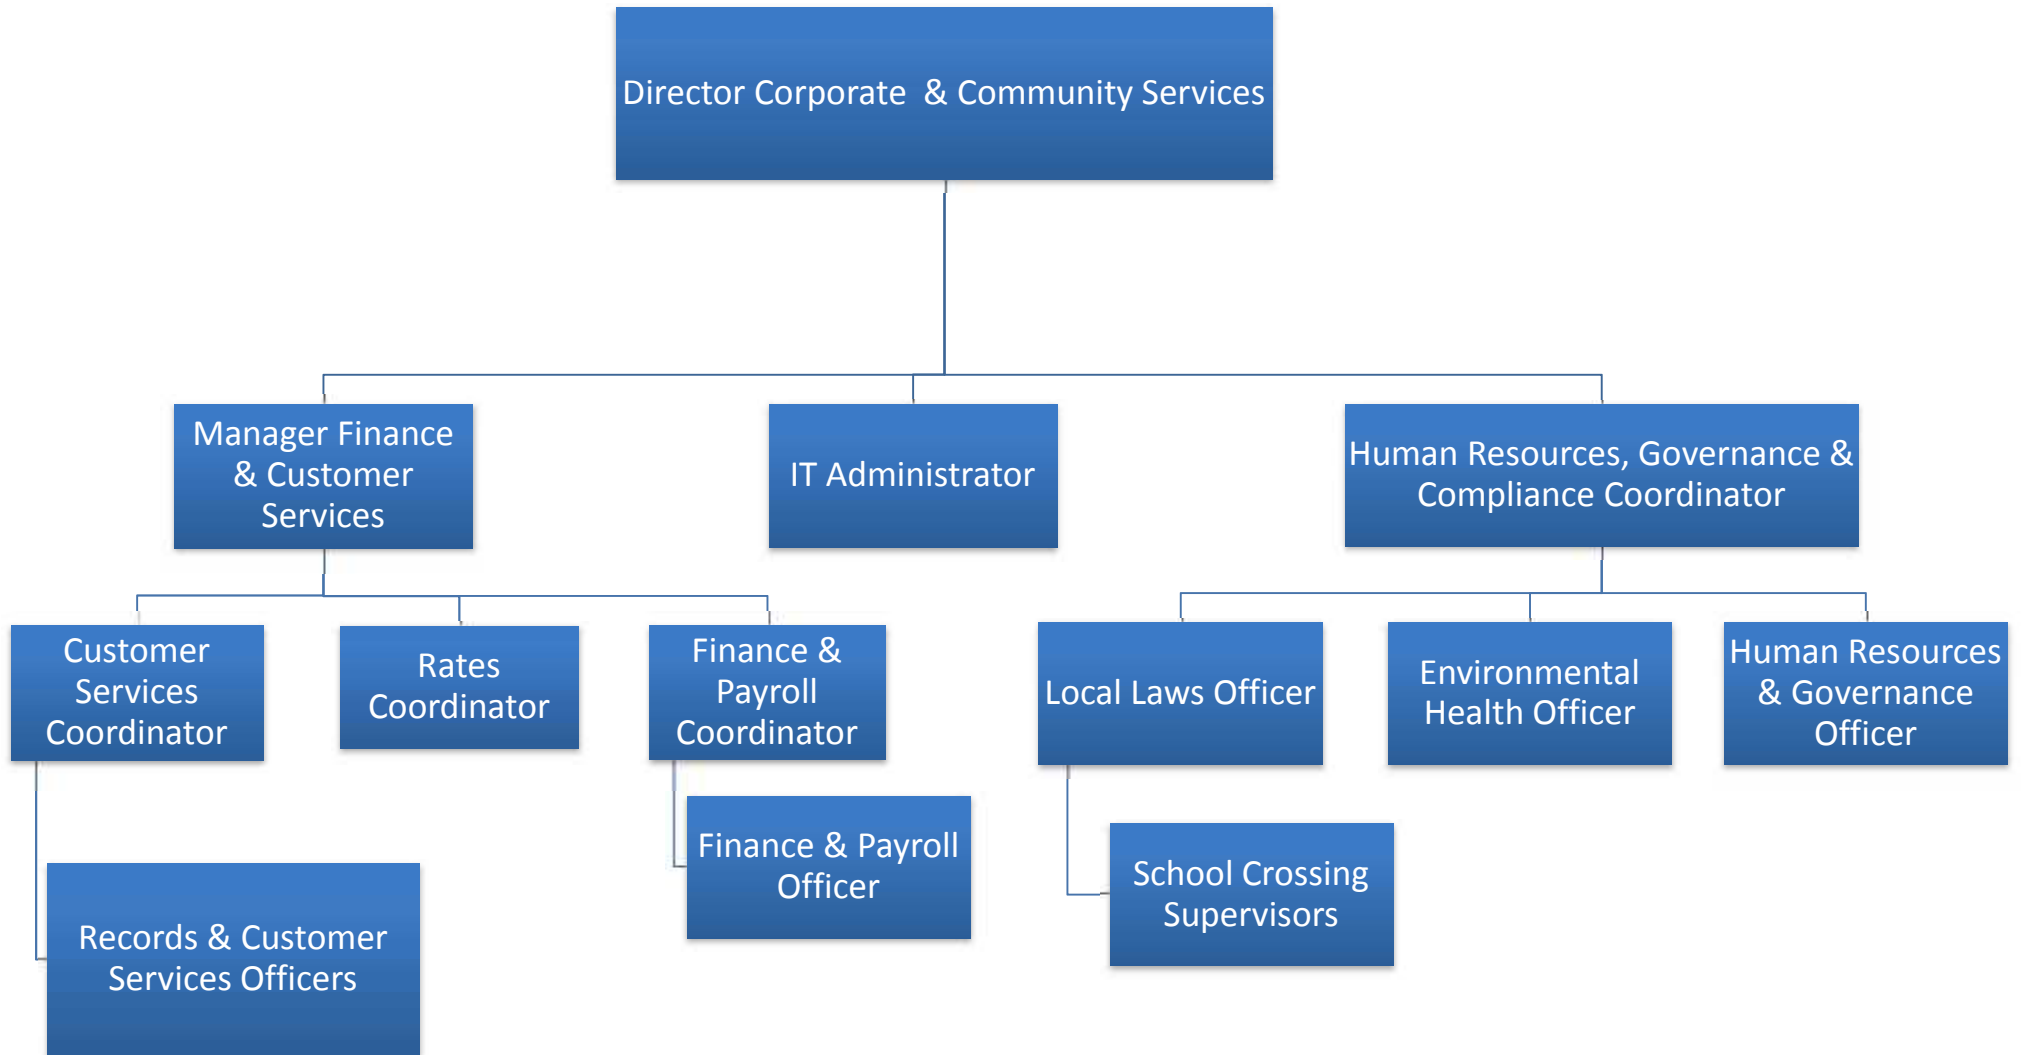 Director Corporate  & Community Services
Manager Finance
& Customer
Services
IT Administrator
Human Resources, Governance &
Compliance Coordinator
Customer
Services
Coordinator
Rates
Coordinator
Finance &
Payroll
Coordinator
Local Laws Officer
Environmental
Health Officer
Human Resources
& Governance
Officer
Records & Customer
Services Officers
Finance & Payroll
Officer
School Crossing
Supervisors